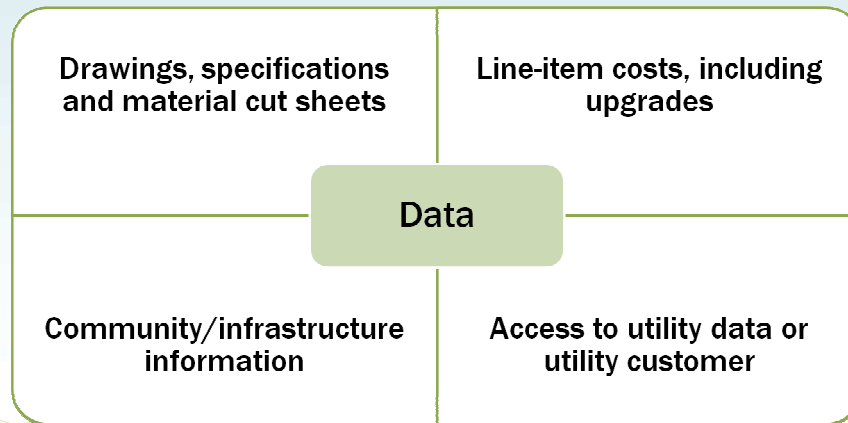 Drawings, specifications
and material cut sheets
Line-item costs, including
upgrades
Data
Community/infrastructure
information
Access to utility data or
utility customer